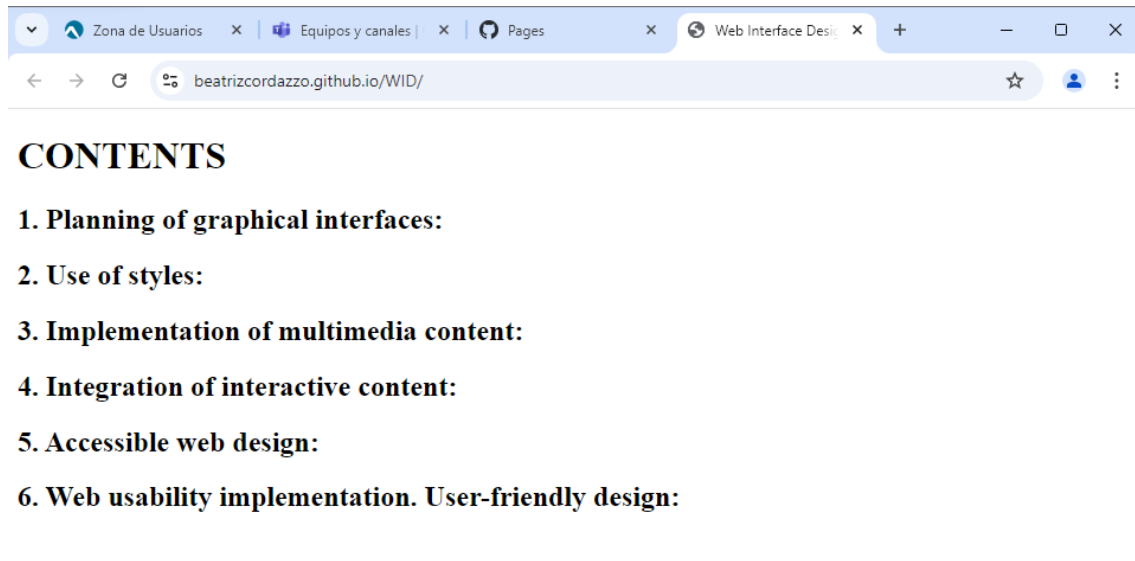 Zona de Usuarios
Equipos y canales |
Pages
Web Interface Desig
beatrizcordazzo.github.io/WID/
CONTENTS
1. Planning of graphical interfaces:
2. Use of styles:
3. Implementation of multimedia content:
4. Integration of interactive content:
5. Accessible web design:
6. Web usability implementation. User-friendly design: